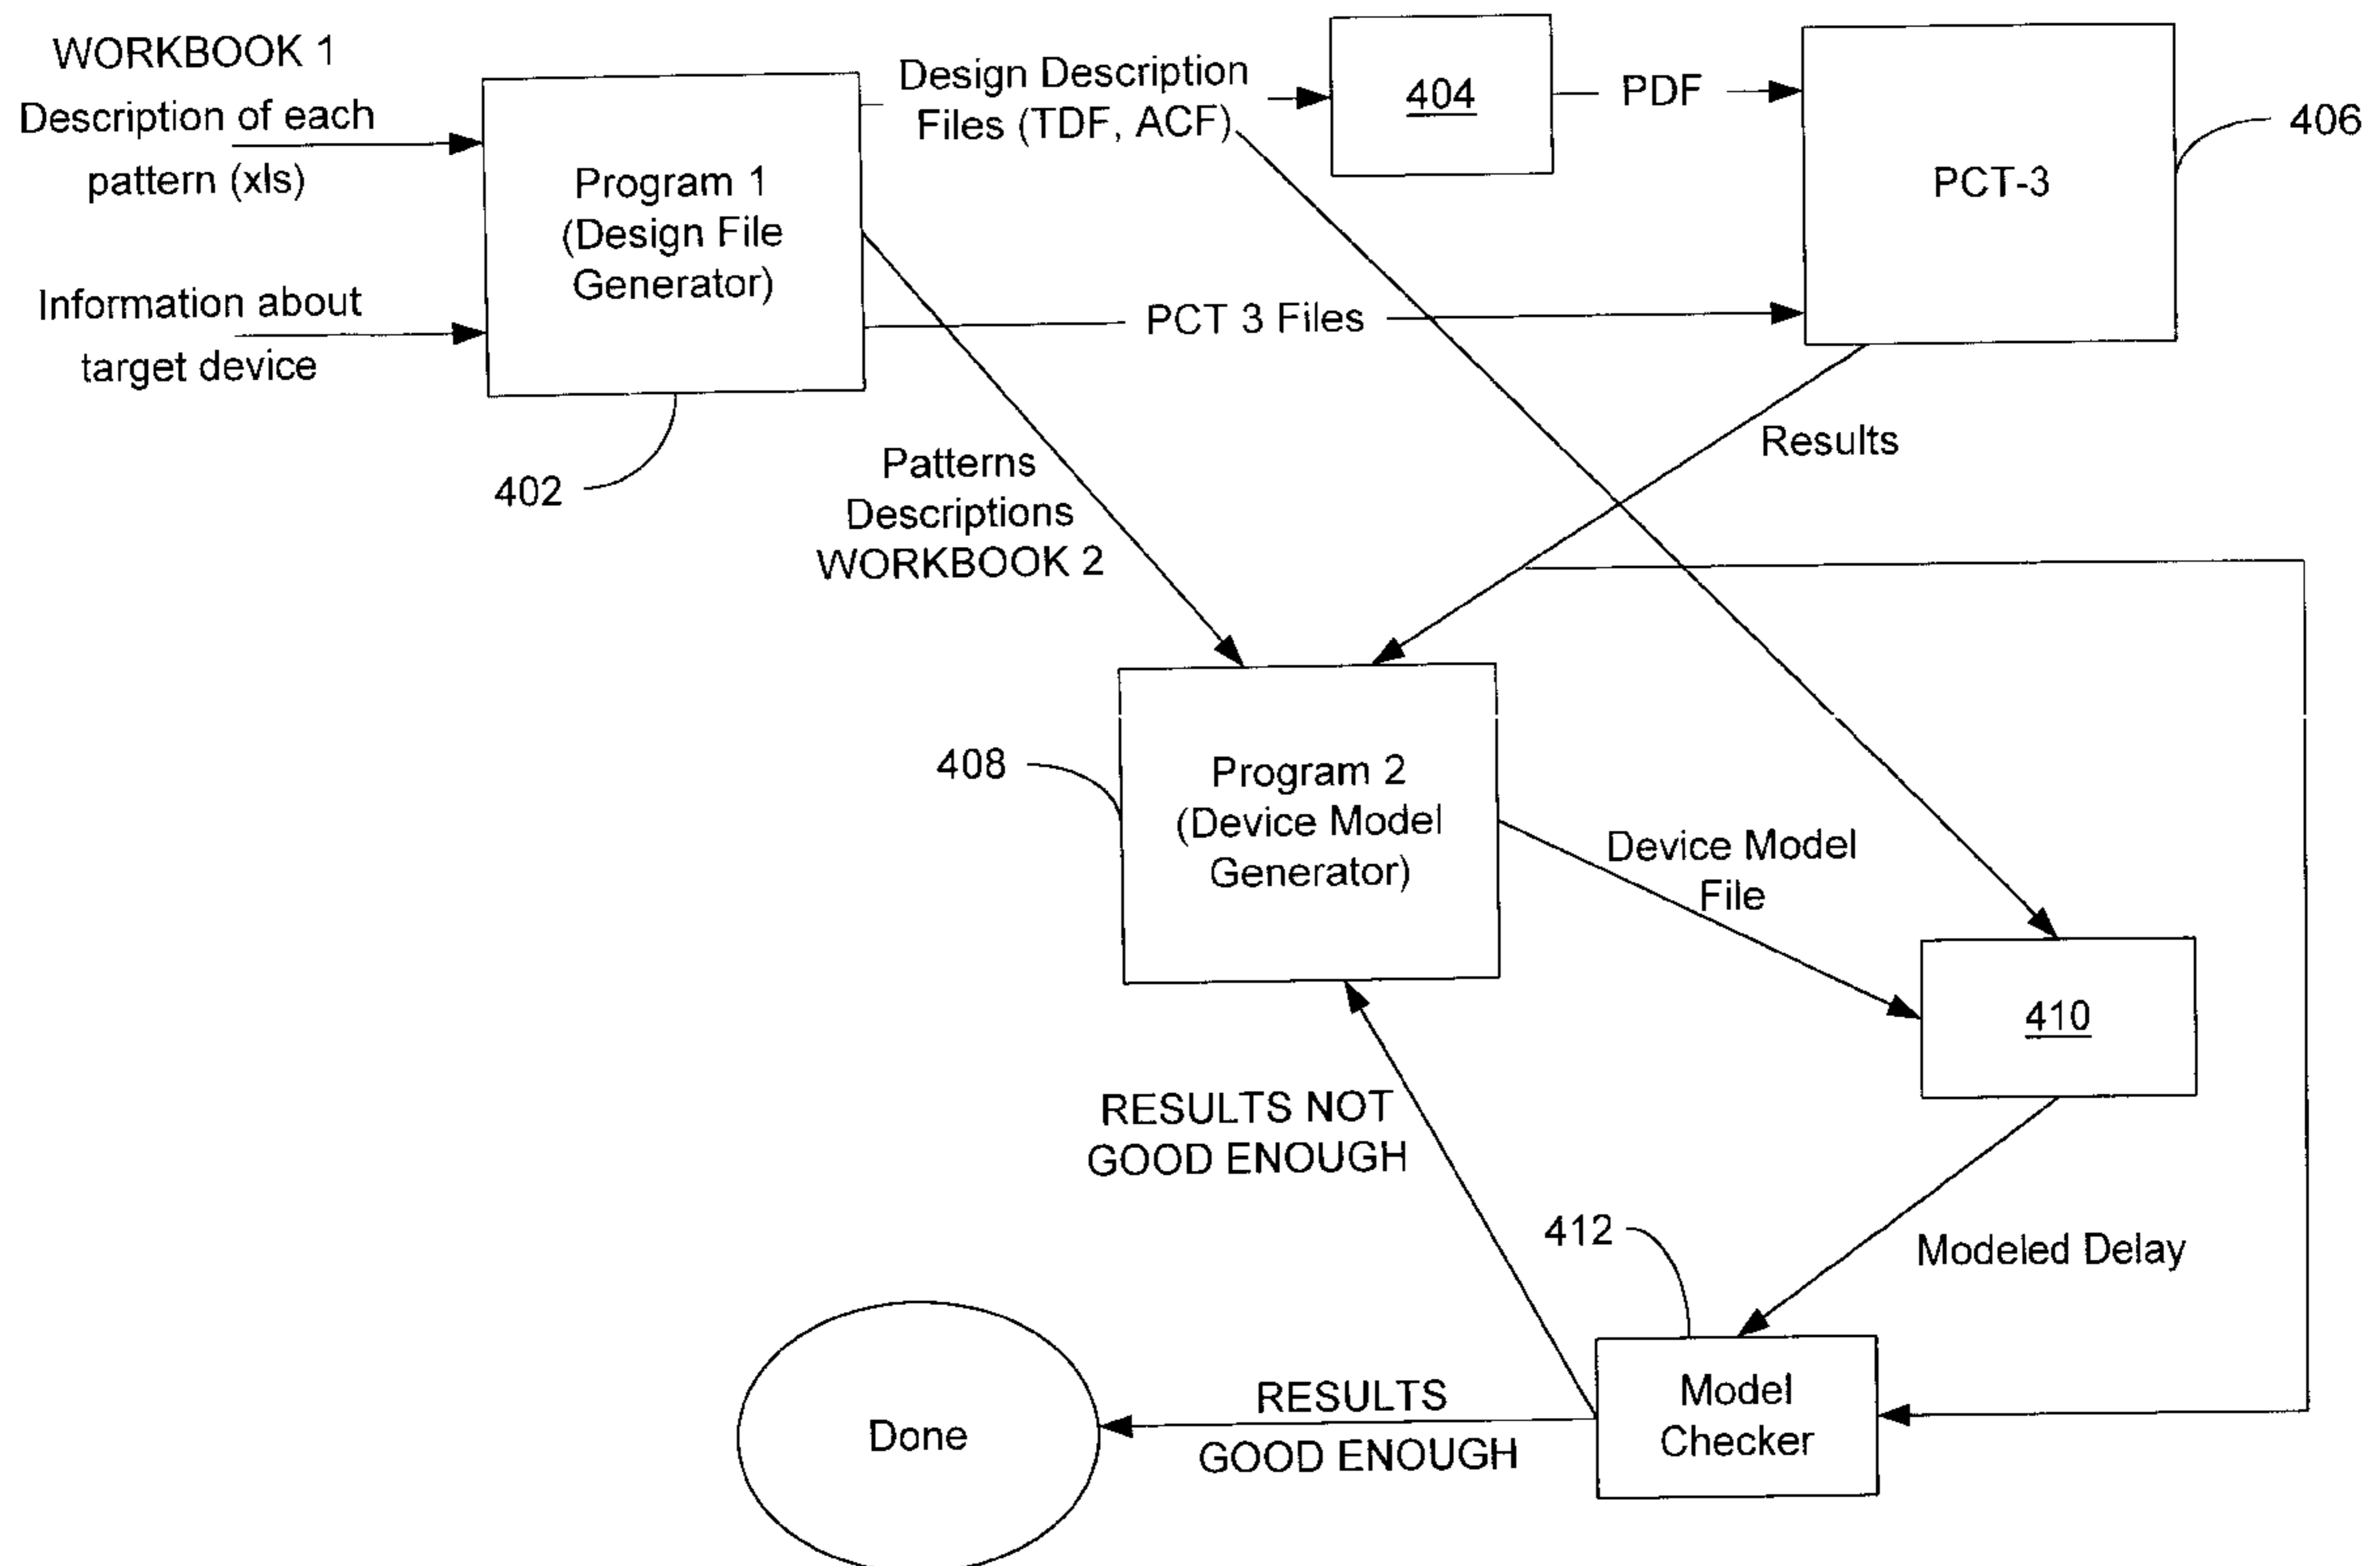 WORKBOOK 1
Description of each
pattern (xls)
Information about
target device
Program 1
(Design File
Generator)
402
Design Description
Files (TDF, ACF)
404
PDF
PCT-3
406
PCT 3 Files
Patterns
Descriptions
WORKBOOK 2
Results
408
Program 2
(Device Model
Generator)
Device Model
File
410
RESULTS NOT
GOOD ENOUGH
412
Modeled Delay
Model
Checker
RESULTS
GOOD ENOUGH
Done